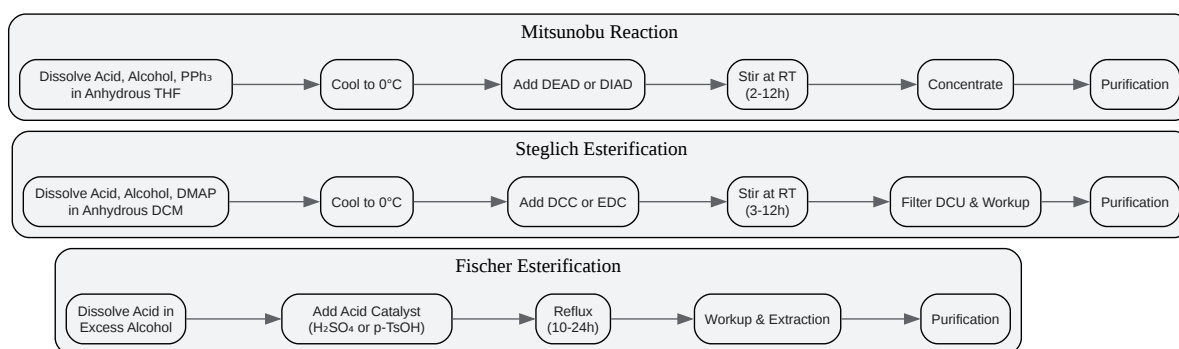 Mitsunobu Reaction
Dissolve Acid, Alcohol, PPh₃
in Anhydrous THF
Cool to 0°C
Add DEAD or DIAD
Stir at RT
(2-12h)
Concentrate
Purification
Steglich Esterification
Dissolve Acid, Alcohol, DMAP
in Anhydrous DCM
Cool to 0°C
Add DCC or EDC
Stir at RT
(3-12h)
Filter DCU & Workup
Purification
Fischer Esterification
Dissolve Acid in
Excess Alcohol
Add Acid Catalyst
(H₂SO₄ or p-TsOH)
Reflux
(10-24h)
Workup & Extraction
Purification